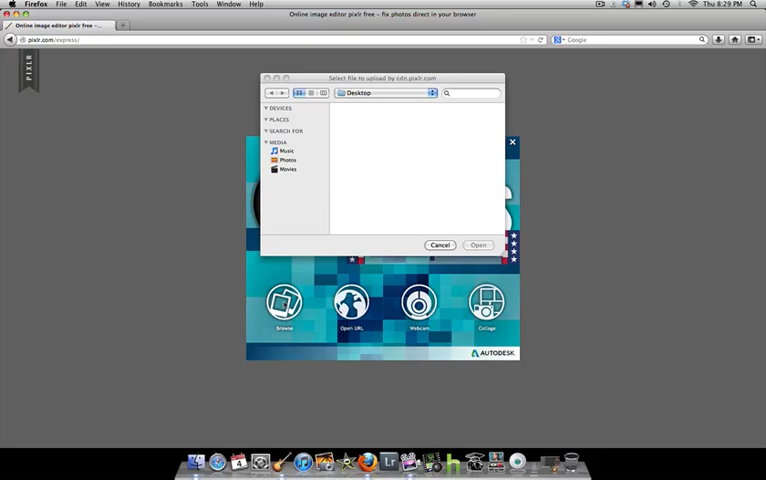 Firefox File Edit View History Bookmarks Tools Window Help
Thu 8:29 PM
Online image editor pixlr free – fix photos direct in your browser
Online image editor pixlr free – ...
pixlr.com/express/
Google
PIXLR
Select file to upload by cdn.pixlr.com
Desktop
DEVICES
PLACES
SEARCH FOR
MEDIA
Music
Photos
Movies
Cancel Open
Browse Open URL Webcam Collage
AUTODESK
4
Lr
h